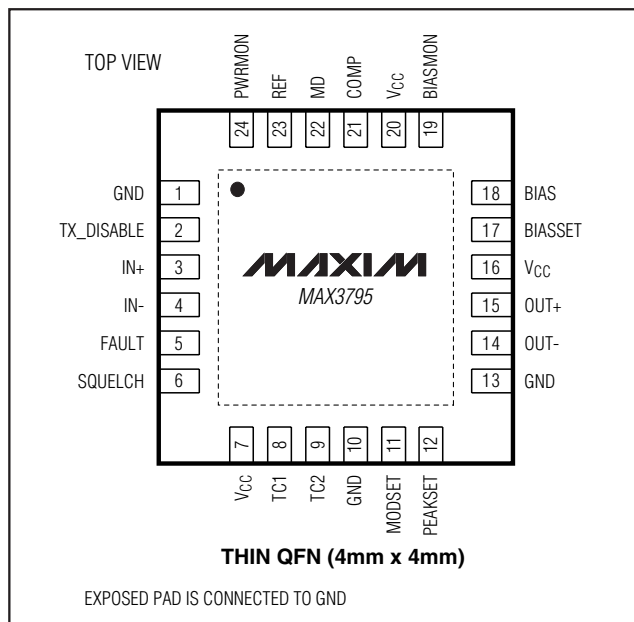 TOP VIEW
PWRMON
REF
MD
COMP
VCC
BIASMON
24
23
22
21
20
19
GND 1
TX_DISABLE 2
IN+ 3
IN- 4
FAULT 5
SQUELCH 6
18 BIAS
17 BIASSET
16 VCC
15 OUT+
14 OUT-
13 GND
MAXIM
MAX3795
7
8
9
10
11
12
VCC
TC1
TC2
GND
MODSET
PEAKSET
THIN QFN (4mm x 4mm)
EXPOSED PAD IS CONNECTED TO GND